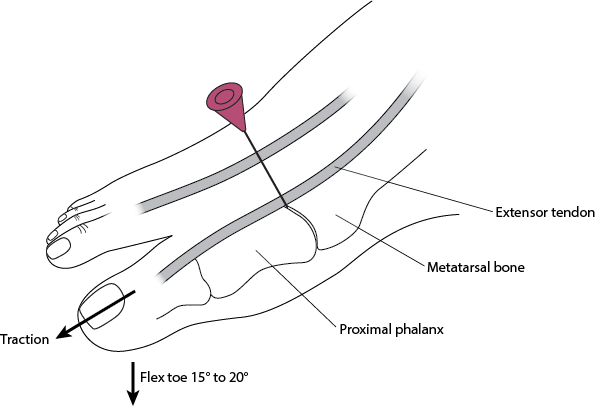 Extensor tendon
Metatarsal bone
Proximal phalanx
Traction
Flex toe 15° to 20°